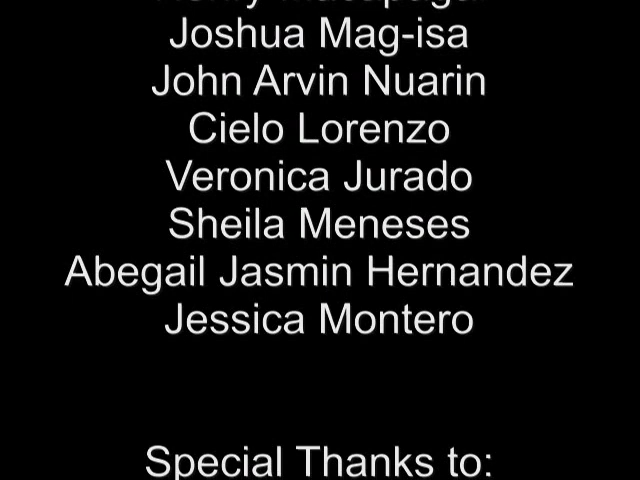 Joshua Mag-isa
John Arvin Nuarin
Cielo Lorenzo
Veronica Jurado
Sheila Meneses
Abegail Jasmin Hernandez
Jessica Montero
Special Thanks to: